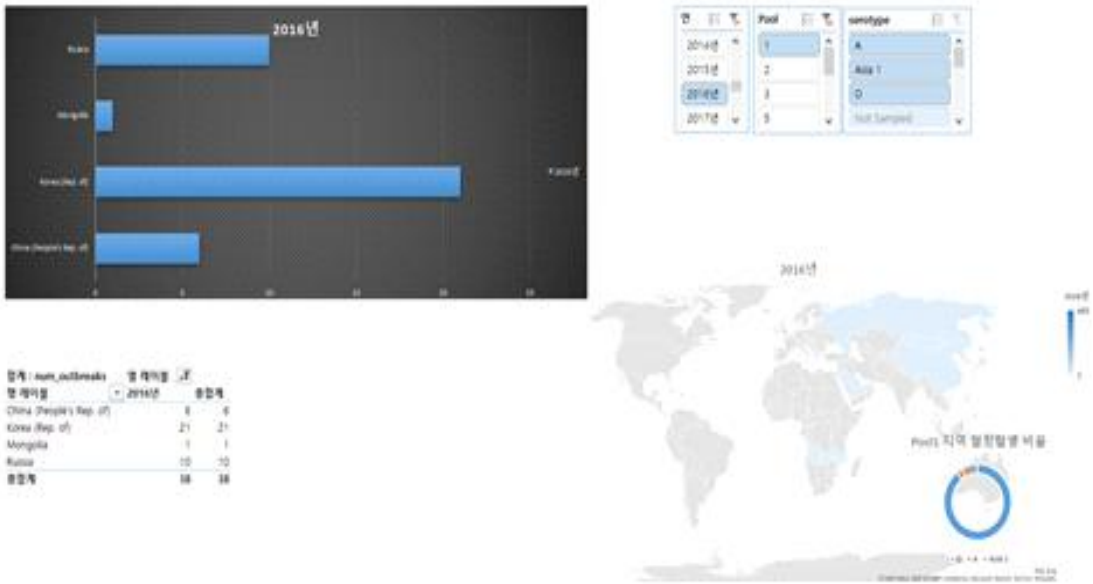 2016년
Russia
Mongolia
Korea (Rep. of)
China (People's Rep. of)
0 5 10 15 20 25
연 Pool serotype
2014년 1 A
2015년 2 Asia 1
2016년 3 O
2017년 5 Not Sampled
2016년
합계 : num_outbreaks 열 레이블
행 레이블 2016년 총합계
China (People's Rep. of) 6 6
Korea (Rep. of) 21 21
Mongolia 1 1
Russia 10 10
총합계 38 38
Pool1 지역 혈청형별 비율